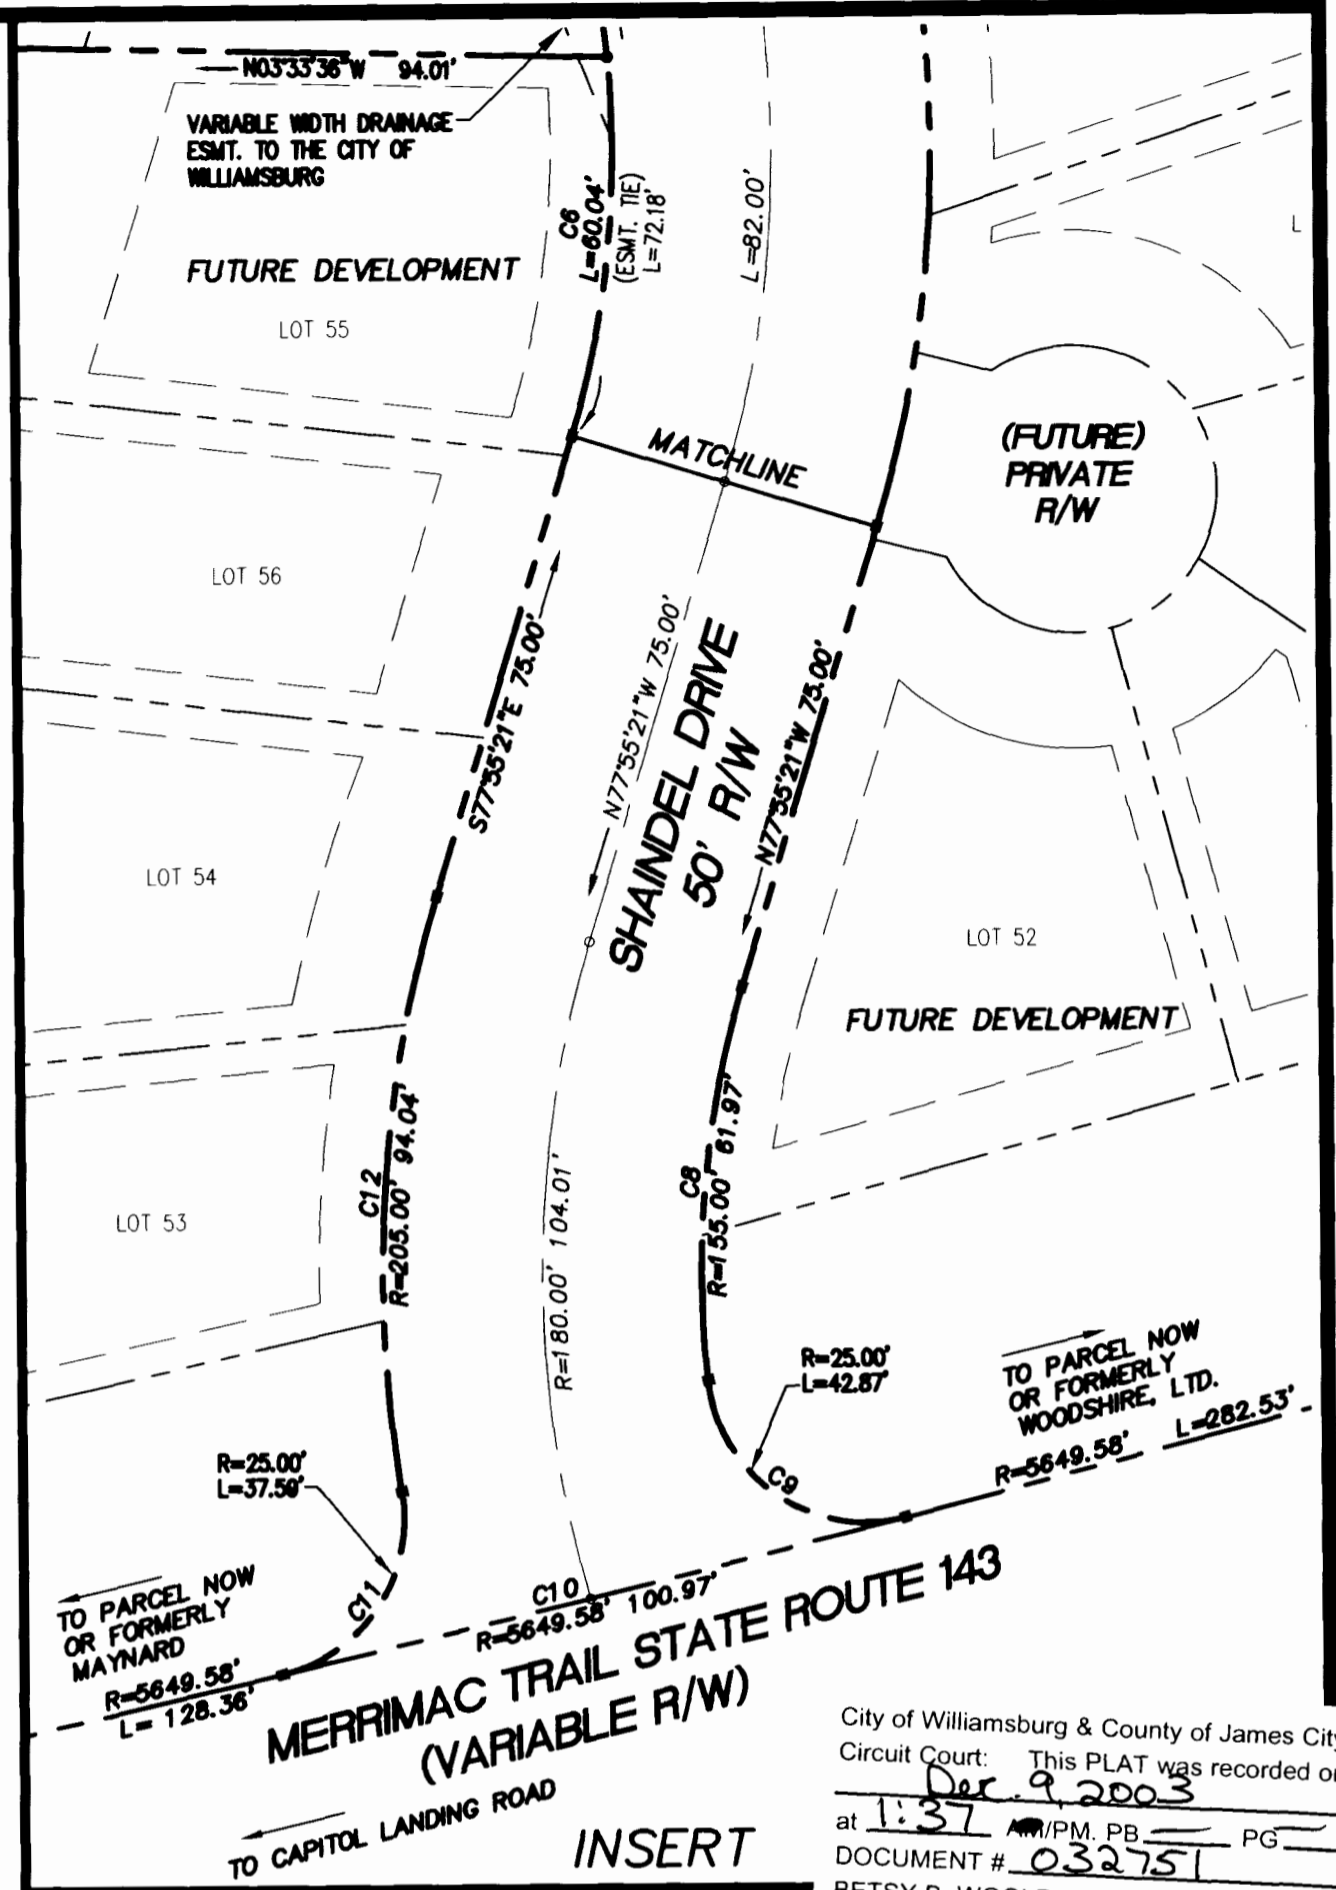 N03°33'36"W 94.01'
VARIABLE WIDTH DRAINAGE
ESMT. TO THE CITY OF
WILLIAMSBURG
C6
L=60.04'
(ESMT. TIE)
L=72.18'
L=82.00'
L
FUTURE DEVELOPMENT
LOT 55
MATCHLINE
(FUTURE)
PRIVATE
R/W
LOT 56
S77°55'21"E 75.00'
N77°55'21"W 75.00'
SHAINDEL DRIVE
50' R/W
N77°55'21"W 75.00'
LOT 54
LOT 52
FUTURE DEVELOPMENT
C12
R=205.00' 94.04'
R=180.00' 104.01'
C8
R=155.00' 61.97'
LOT 53
R=25.00'
L=42.87'
C9
TO PARCEL NOW
OR FORMERLY
WOODSHIRE, LTD.
R=5649.58' L=282.53'
R=25.00'
L=37.59'
C11
TO PARCEL NOW
OR FORMERLY
MAYNARD
R=5649.58'
L= 128.36'
C10
R=5649.58' 100.97'
MERRIMAC TRAIL STATE ROUTE 143
(VARIABLE R/W)
TO CAPITOL LANDING ROAD
INSERT
City of Williamsburg & County of James City
Circuit Court: This PLAT was recorded on
Dec. 9, 2003
at 1:37 AM/PM. PB PG
DOCUMENT # 032751